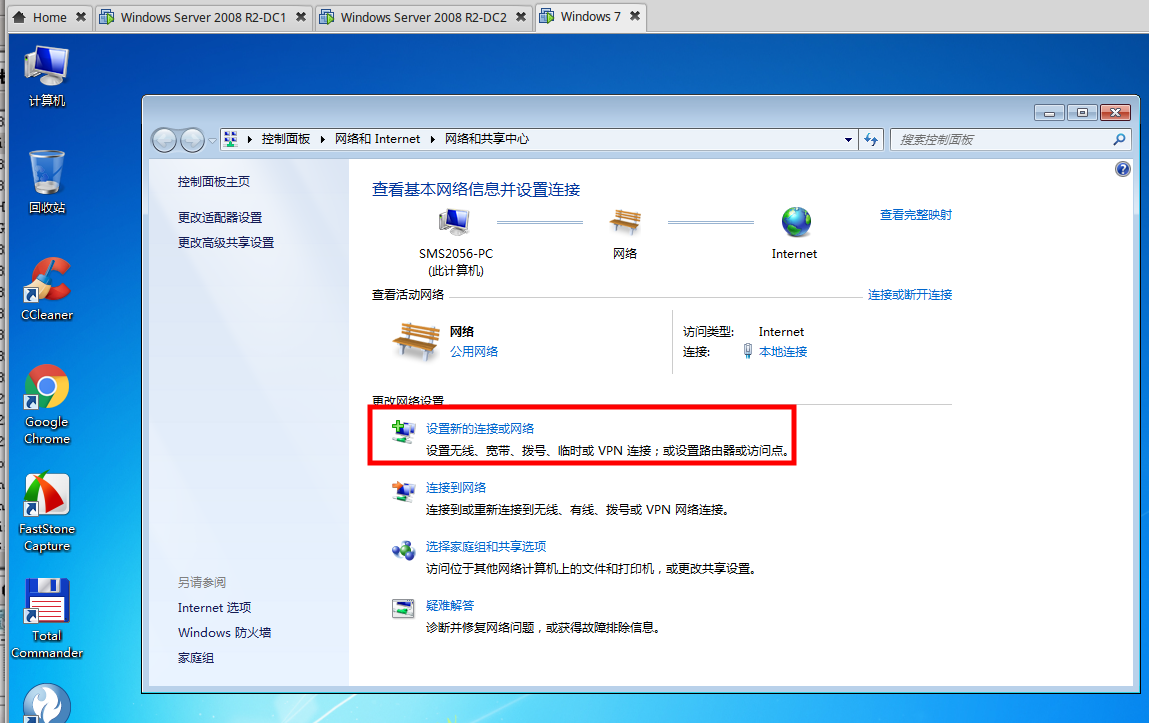 Home
Windows Server 2008 R2-DC1
Windows Server 2008 R2-DC2
Windows 7
计算机
回收站
CCleaner
Google
Chrome
FastStone
Capture
Total
Commander
控制面板 网络和 Internet 网络和共享中心
搜索控制面板
控制面板主页
更改适配器设置
更改高级共享设置
另请参阅
Internet 选项
Windows 防火墙
家庭组
查看基本网络信息并设置连接
SMS2056-PC
(此计算机)
网络
Internet
查看完整映射
查看活动网络
连接或断开连接
网络
公用网络
访问类型: Internet
连接: 本地连接
更改网络设置
设置新的连接或网络
设置无线、宽带、拨号、临时或 VPN 连接；或设置路由器或访问点。
连接到网络
连接到或重新连接到无线、有线、拨号或 VPN 网络连接。
选择家庭组和共享选项
访问位于其他网络计算机上的文件和打印机，或更改共享设置。
疑难解答
诊断并修复网络问题，或获得故障排除信息。